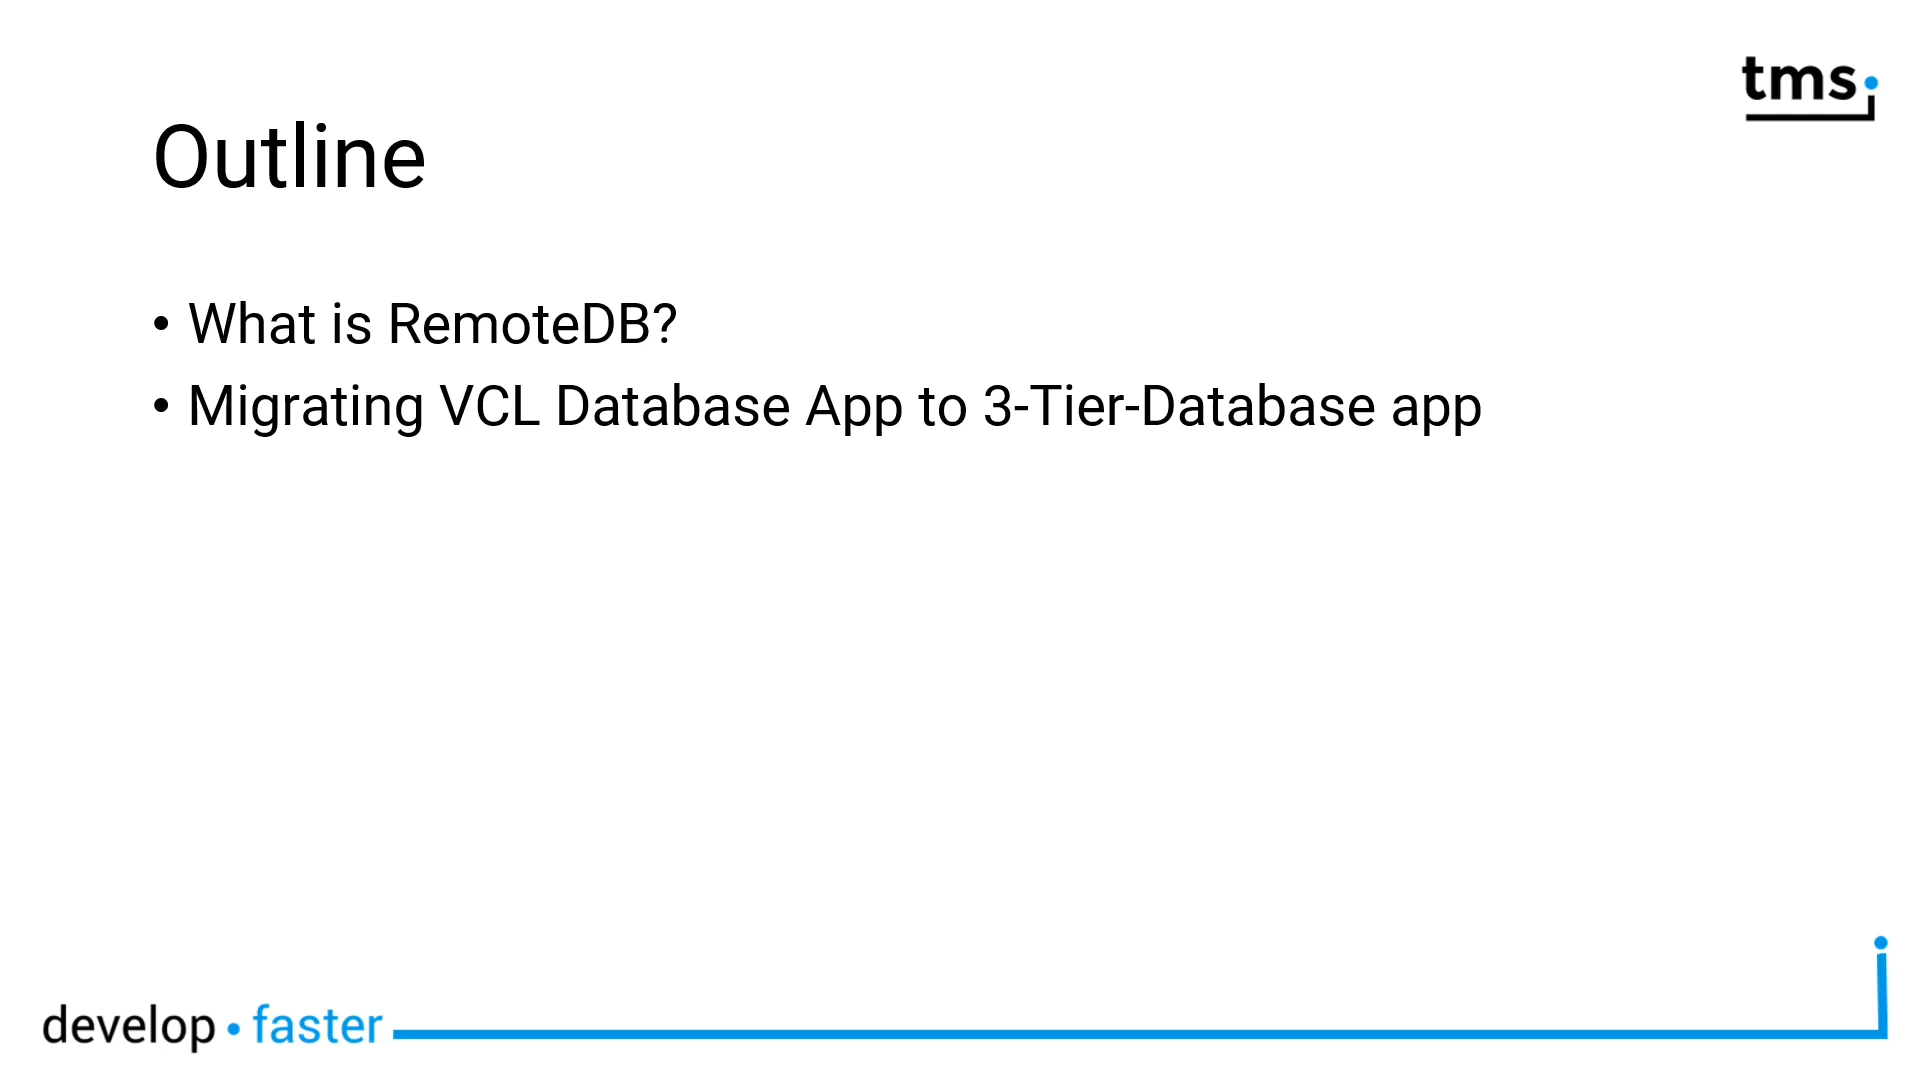 tms
Outline
• What is RemoteDB?
• Migrating VCL Database App to 3-Tier-Database app
develop • faster